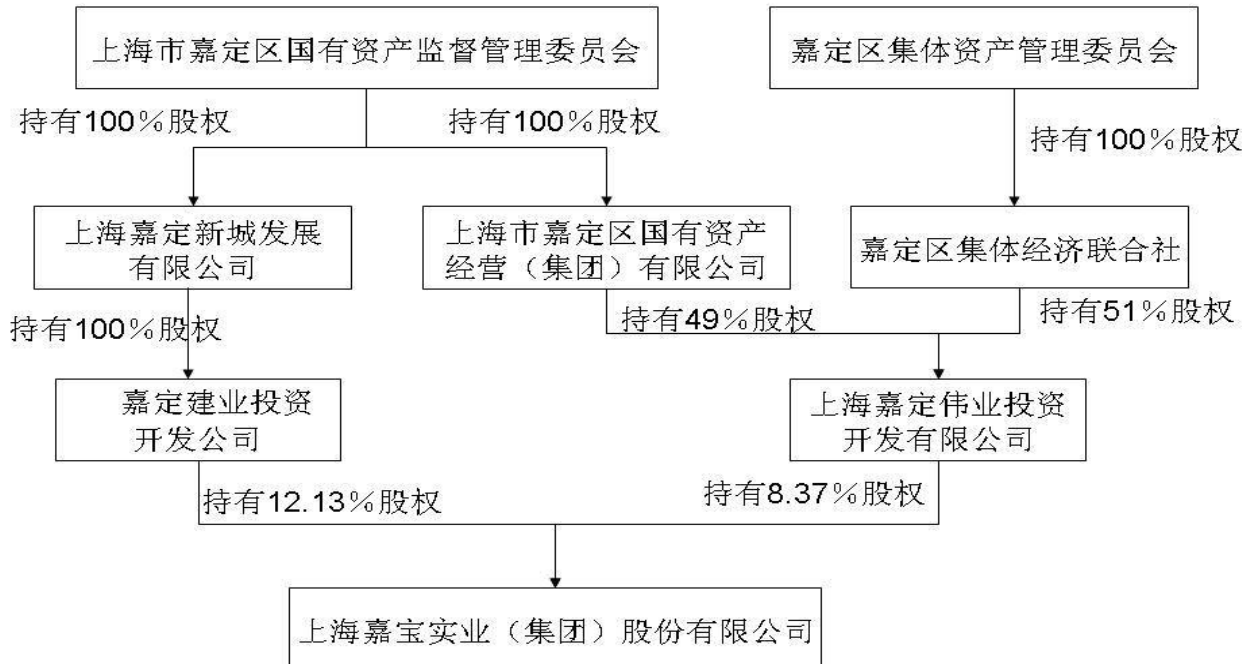 上海市嘉定区国有资产监督管理委员会
嘉定区集体资产管理委员会
持有100%股权
持有100%股权
持有100%股权
上海嘉定新城发展
有限公司
上海市嘉定区国有资产
经营（集团）有限公司
嘉定区集体经济联合社
持有100%股权
持有49%股权
持有51%股权
嘉定建业投资
开发公司
上海嘉定伟业投资
开发有限公司
持有12.13%股权
持有8.37%股权
上海嘉宝实业（集团）股份有限公司